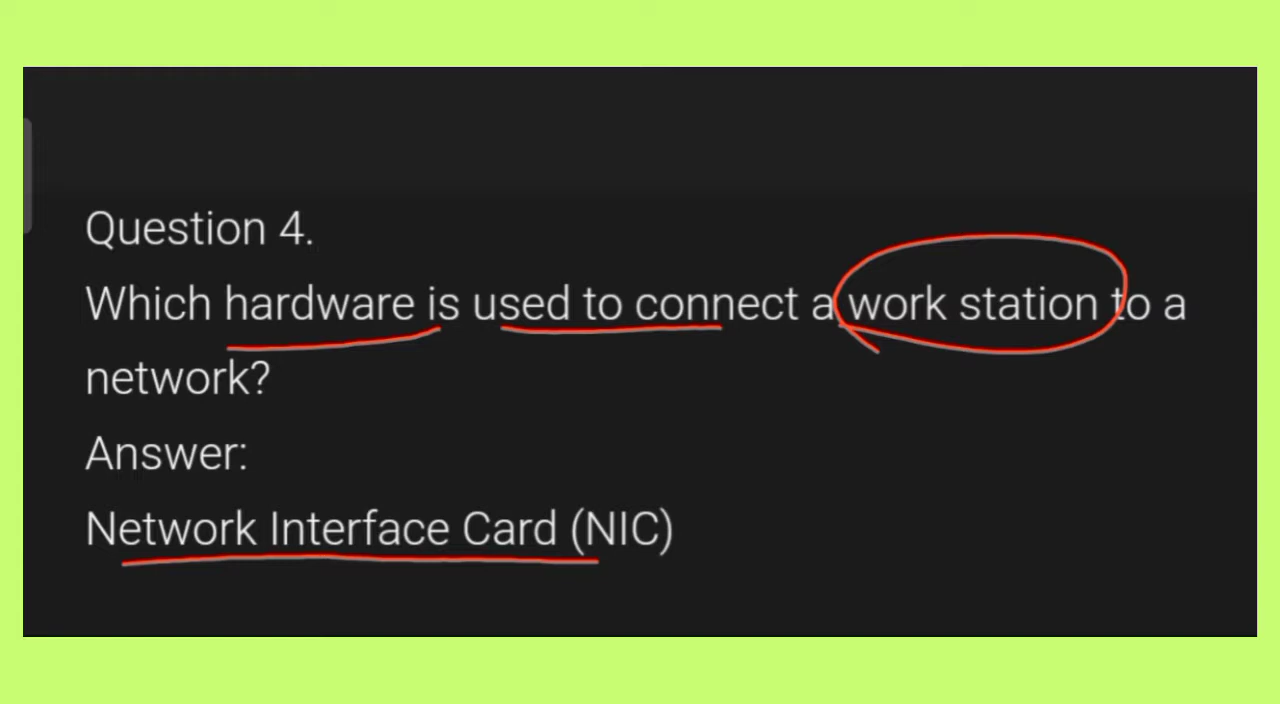 Question 4.
Which hardware is used to connect a work station to a
network?
Answer:
Network Interface Card (NIC)